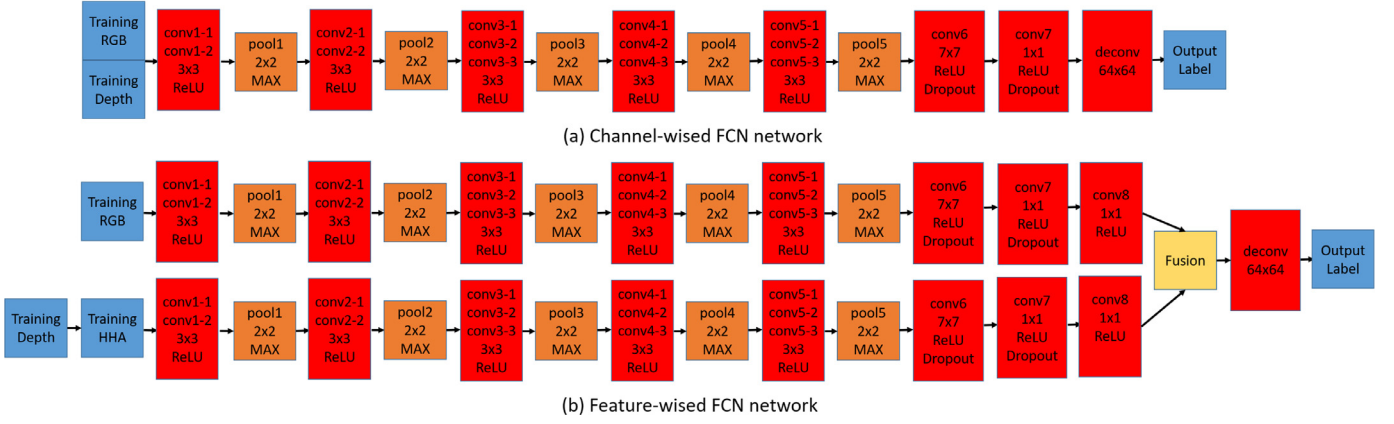 Training
RGB
Training
Depth
conv1-1
conv1-2
3x3
ReLU
pool1
2x2
MAX
conv2-1
conv2-2
3x3
ReLU
pool2
2x2
MAX
conv3-1
conv3-2
conv3-3
3x3
ReLU
pool3
2x2
MAX
conv4-1
conv4-2
conv4-3
3x3
ReLU
pool4
2x2
MAX
conv5-1
conv5-2
conv5-3
3x3
ReLU
pool5
2x2
MAX
conv6
7x7
ReLU
Dropout
conv7
1x1
ReLU
Dropout
deconv
64x64
Output
Label
(a) Channel-wised FCN network
Training
RGB
conv1-1
conv1-2
3x3
ReLU
pool1
2x2
MAX
conv2-1
conv2-2
3x3
ReLU
pool2
2x2
MAX
conv3-1
conv3-2
conv3-3
3x3
ReLU
pool3
2x2
MAX
conv4-1
conv4-2
conv4-3
3x3
ReLU
pool4
2x2
MAX
conv5-1
conv5-2
conv5-3
3x3
ReLU
pool5
2x2
MAX
conv6
7x7
ReLU
Dropout
conv7
1x1
ReLU
Dropout
conv8
1x1
ReLU
Training
Depth
Training
HHA
conv1-1
conv1-2
3x3
ReLU
pool1
2x2
MAX
conv2-1
conv2-2
3x3
ReLU
pool2
2x2
MAX
conv3-1
conv3-2
conv3-3
3x3
ReLU
pool3
2x2
MAX
conv4-1
conv4-2
conv4-3
3x3
ReLU
pool4
2x2
MAX
conv5-1
conv5-2
conv5-3
3x3
ReLU
pool5
2x2
MAX
conv6
7x7
ReLU
Dropout
conv7
1x1
ReLU
Dropout
conv8
1x1
ReLU
Fusion
deconv
64x64
Output
Label
(b) Feature-wised FCN network